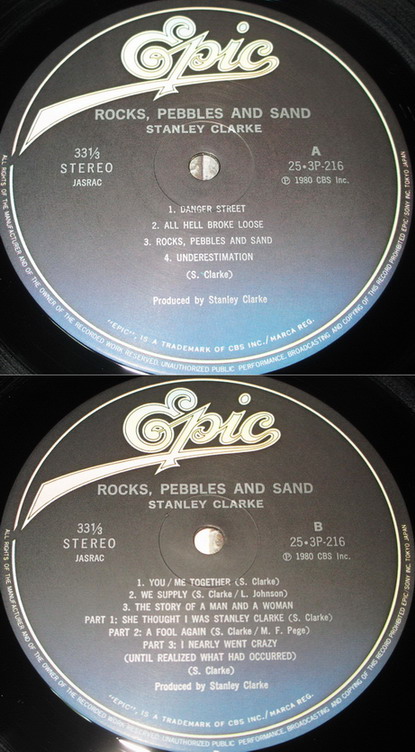 Epic
ROCKS, PEBBLES AND SAND
STANLEY CLARKE
33⅓
STEREO
JASRAC
A
25•3P-216
℗ 1980 CBS Inc.
1. DANGER STREET
2. ALL HELL BROKE LOOSE
3. ROCKS, PEBBLES AND SAND
4. UNDERESTIMATION
(S. Clarke)
Produced by Stanley Clarke
"EPIC", IS A TRADEMARK OF CBS INC./MARCA REG.
ALL RIGHTS OF THE MANUFACTURER AND OF THE OWNER OF THE RECORDED WORK RESERVED. UNAUTHORIZED PUBLIC PERFORMANCE, BROADCASTING AND COPYING OF THIS RECORD PROHIBITED EPIC/SONY INC. TOKYO JAPAN
Epic
ROCKS, PEBBLES AND SAND
STANLEY CLARKE
33⅓
STEREO
JASRAC
B
25•3P-216
℗ 1980 CBS Inc.
1. YOU / ME TOGETHER (S. Clarke)
2. WE SUPPLY (S. Clarke / L. Johnson)
3. THE STORY OF A MAN AND A WOMAN
PART 1: SHE THOUGHT I WAS STANLEY CLARKE (S. Clarke)
PART 2: A FOOL AGAIN (S. Clarke / M. F. Pege)
PART 3: I NEARLY WENT CRAZY
(UNTIL REALIZED WHAT HAD OCCURRED)
(S. Clarke)
Produced by Stanley Clarke
"EPIC", IS A TRADEMARK OF CBS INC./MARCA REG.
ALL RIGHTS OF THE MANUFACTURER AND OF THE OWNER OF THE RECORDED WORK RESERVED. UNAUTHORIZED PUBLIC PERFORMANCE, BROADCASTING AND COPYING OF THIS RECORD PROHIBITED EPIC/SONY INC. TOKYO JAPAN